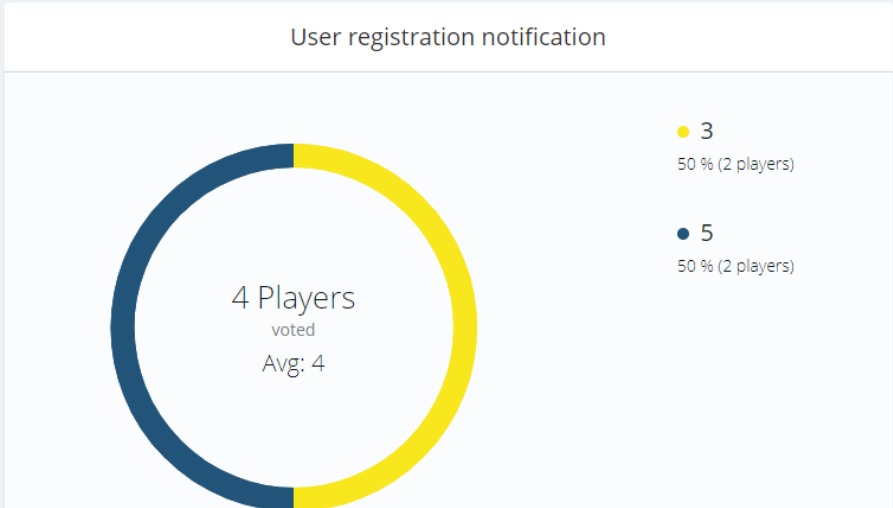 User registration notification
3
50 % (2 players)
5
50 % (2 players)
4 Players
voted
Avg: 4